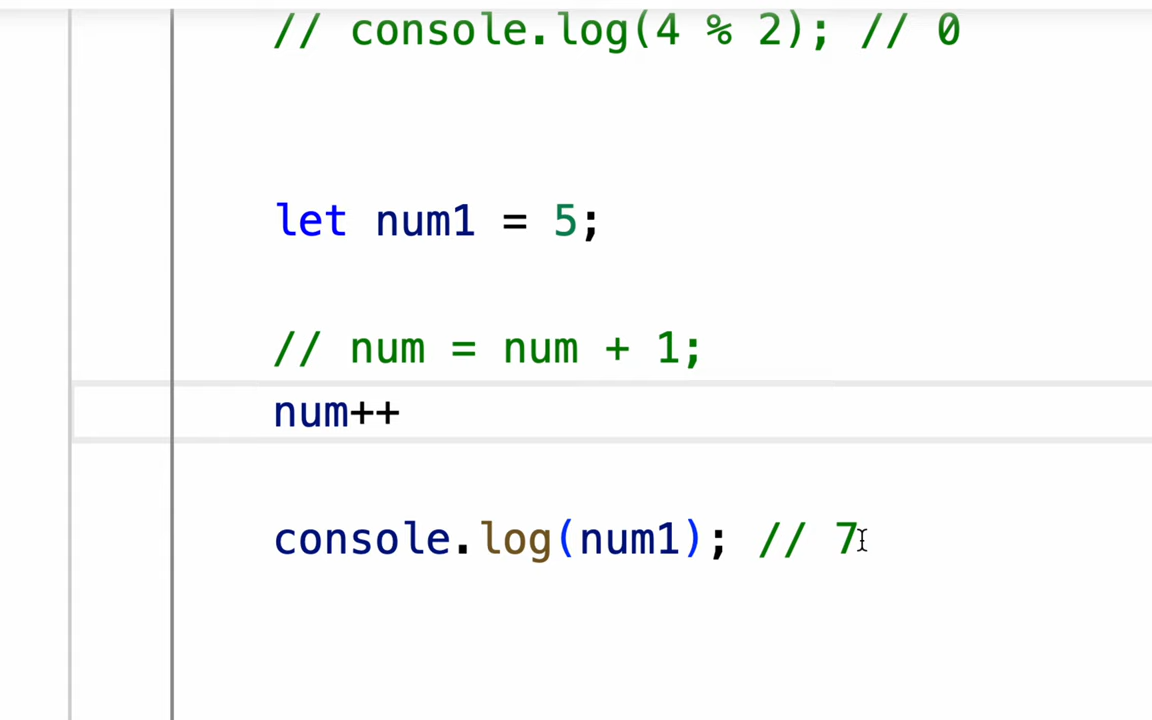 // console.log(4 % 2); // 0
let num1 = 5;
// num = num + 1;
num++
console.log(num1); // 7